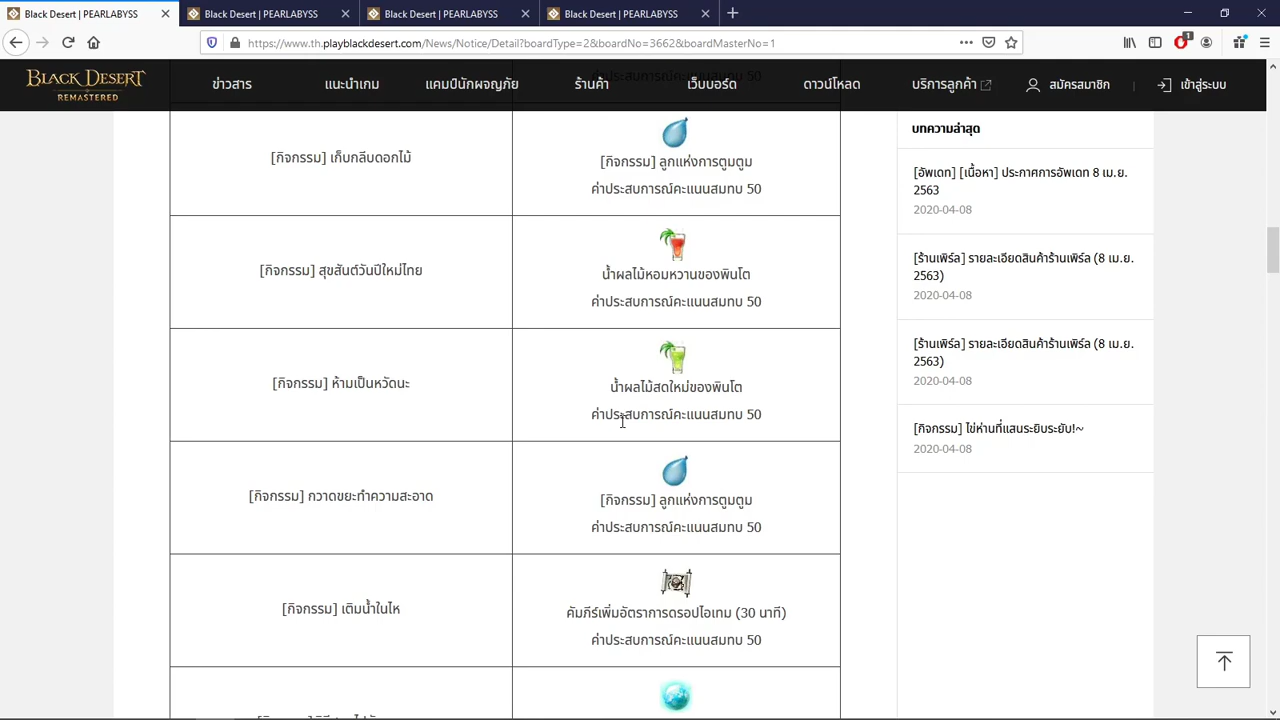 Black Desert | PEARLABYSS
Black Desert | PEARLABYSS
Black Desert | PEARLABYSS
Black Desert | PEARLABYSS
https://www.th.playblackdesert.com/News/Notice/Detail?boardType=2&boardNo=3662&boardMasterNo=1
1
BLACK DESERT
REMASTERED
ข่าวสาร
แนะนำเกม
แคมป์นักผจญภัย
ร้านค้า
เว็บบอร์ด
ดาวน์โหลด
บริการลูกค้า
สมัครสมาชิก
เข้าสู่ระบบ
ค่าประสบการณ์คะแนนสมทบ 50
[กิจกรรม] เก็บกลีบดอกไม้
[กิจกรรม] ลูกแห่งการตูมตูม
ค่าประสบการณ์คะแนนสมทบ 50
[กิจกรรม] สุขสันต์วันปีใหม่ไทย
น้ำผลไม้หอมหวานของพินโต
ค่าประสบการณ์คะแนนสมทบ 50
[กิจกรรม] ห้ามเป็นหวัดนะ
น้ำผลไม้สดใหม่ของพินโต
ค่าประสบการณ์คะแนนสมทบ 50
[กิจกรรม] กวาดขยะทำความสะอาด
[กิจกรรม] ลูกแห่งการตูมตูม
ค่าประสบการณ์คะแนนสมทบ 50
[กิจกรรม] เติมน้ำในไห
คัมภีร์เพิ่มอัตราการดรอปไอเทม (30 นาที)
ค่าประสบการณ์คะแนนสมทบ 50
บทความล่าสุด
[อัพเดท] [เนื้อหา] ประกาศการอัพเดท 8 เม.ย.
2563
2020-04-08
[ร้านเพิร์ล] รายละเอียดสินค้าร้านเพิร์ล (8 เม.ย.
2563)
2020-04-08
[ร้านเพิร์ล] รายละเอียดสินค้าร้านเพิร์ล (8 เม.ย.
2563)
2020-04-08
[กิจกรรม] ไข่ห่านที่แสนระยิบระยับ!~
2020-04-08